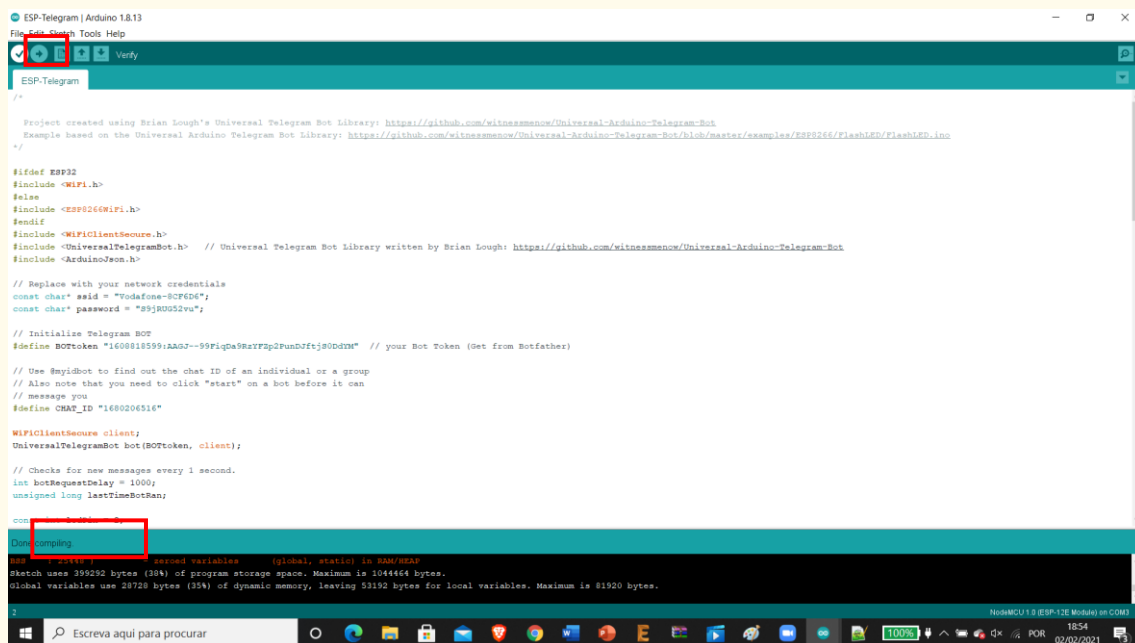 ESP-Telegram | Arduino 1.8.13
File Edit Sketch Tools Help
Verify
ESP-Telegram
/*
Project created using Brian Lough's Universal Telegram Bot Library: https://github.com/witnessmenow/Universal-Arduino-Telegram-Bot
Example based on the Universal Arduino Telegram Bot Library: https://github.com/witnessmenow/Universal-Arduino-Telegram-Bot/blob/master/examples/ESP8266/FlashLED/FlashLED.ino
*/
#ifdef ESP32
#include <WiFi.h>
#else
#include <ESP8266WiFi.h>
#endif
#include <WiFiClientSecure.h>
#include <UniversalTelegramBot.h> // Universal Telegram Bot Library written by Brian Lough: https://github.com/witnessmenow/Universal-Arduino-Telegram-Bot
#include <ArduinoJson.h>
// Replace with your network credentials
const char* ssid = "Vodafone-8CF6D6";
const char* password = "S9jRUG52vu";
// Initialize Telegram BOT
#define BOTtoken "1608818599:AAGJ--99FiqDa9RzYFZp2PunDJftjS0DdYM" // your Bot Token (Get from Botfather)
// Use @myidbot to find out the chat ID of an individual or a group
// Also note that you need to click "start" on a bot before it can
// message you
#define CHAT_ID "1680206516"
WiFiClientSecure client;
UniversalTelegramBot bot(BOTtoken, client);
// Checks for new messages every 1 second.
int botRequestDelay = 1000;
unsigned long lastTimeBotRan;
Done compiling.
zeroed variables (global, static) in RAM/HEAP
Sketch uses 399292 bytes (38%) of program storage space. Maximum is 1044464 bytes.
Global variables use 28728 bytes (35%) of dynamic memory, leaving 53192 bytes for local variables. Maximum is 81920 bytes.
2
NodeMCU 1.0 (ESP-12E Module) on COM3
Escreva aqui para procurar
100%
POR
18:54
02/02/2021